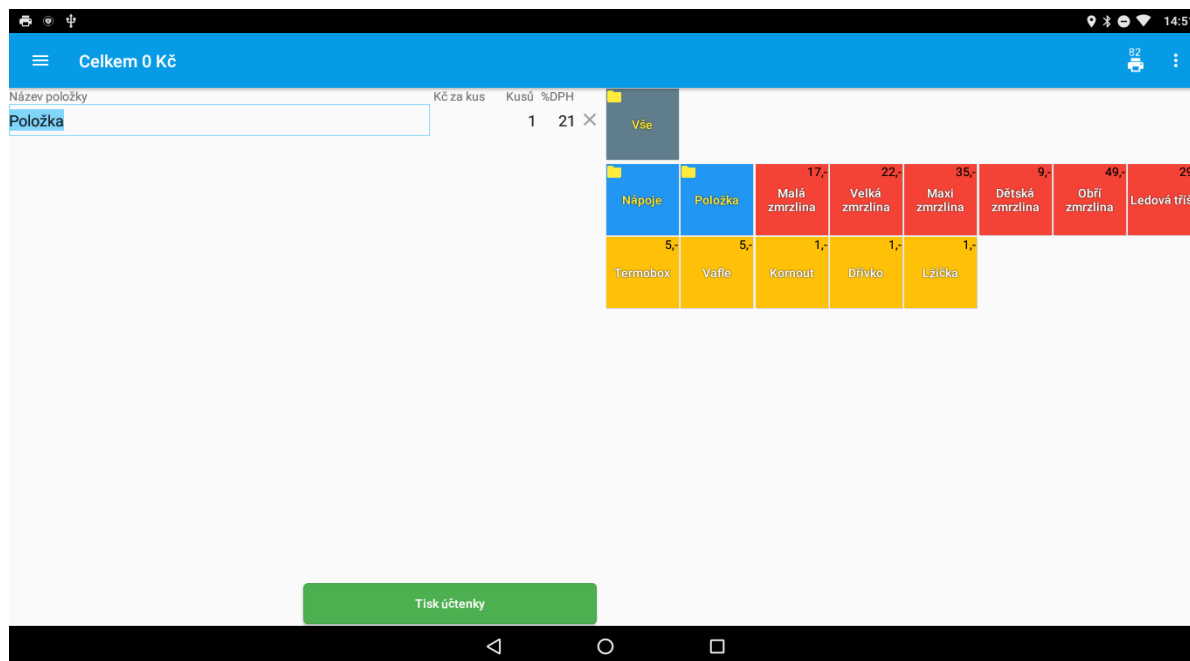 14:51
Celkem 0 Kč
82
Název položky Kč za kus Kusů %DPH
Položka 1 21
Vše
Nápoje
Položka
17,-
Malá
zmrzlina
22,-
Velká
zmrzlina
35,-
Maxi
zmrzlina
9,-
Dětská
zmrzlina
49,-
Obří
zmrzlina
29
Ledová tříš
5,-
Termobox
5,-
Vafle
1,-
Kornout
1,-
Dřívko
1,-
Lžička
Tisk účtenky